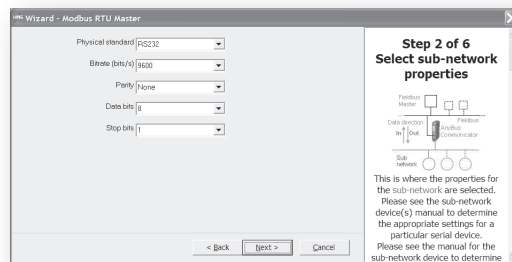 HMS Wizard - Modbus RTU Master
Physical standard RS232
Bitrate (bits/s) 9600
Parity None
Data bits 8
Stop bits 1
< Back Next > Cancel
Step 2 of 6
Select sub-network
properties
Fieldbus
Master
Fieldbus
Data direction
In Out
AnyBus
Communicator
Sub
network
This is where the properties for
the sub-network are selected.
Please see the sub-network
device(s) manual to determine
the appropriate settings for a
particular serial device.
Please see the manual for the
sub-network device to determine